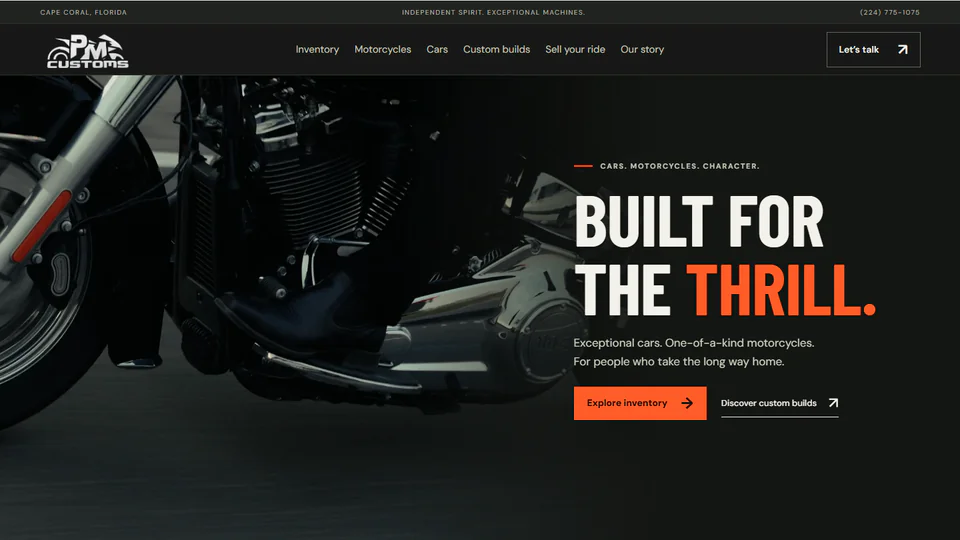 CAPE CORAL, FLORIDA
INDEPENDENT SPIRIT. EXCEPTIONAL MACHINES.
(224) 775-1075
PM CUSTOMS
Inventory
Motorcycles
Cars
Custom builds
Sell your ride
Our story
Let's talk
CARS. MOTORCYCLES. CHARACTER.
BUILT FOR
THE THRILL.
Exceptional cars. One-of-a-kind motorcycles.
For people who take the long way home.
Explore inventory
Discover custom builds